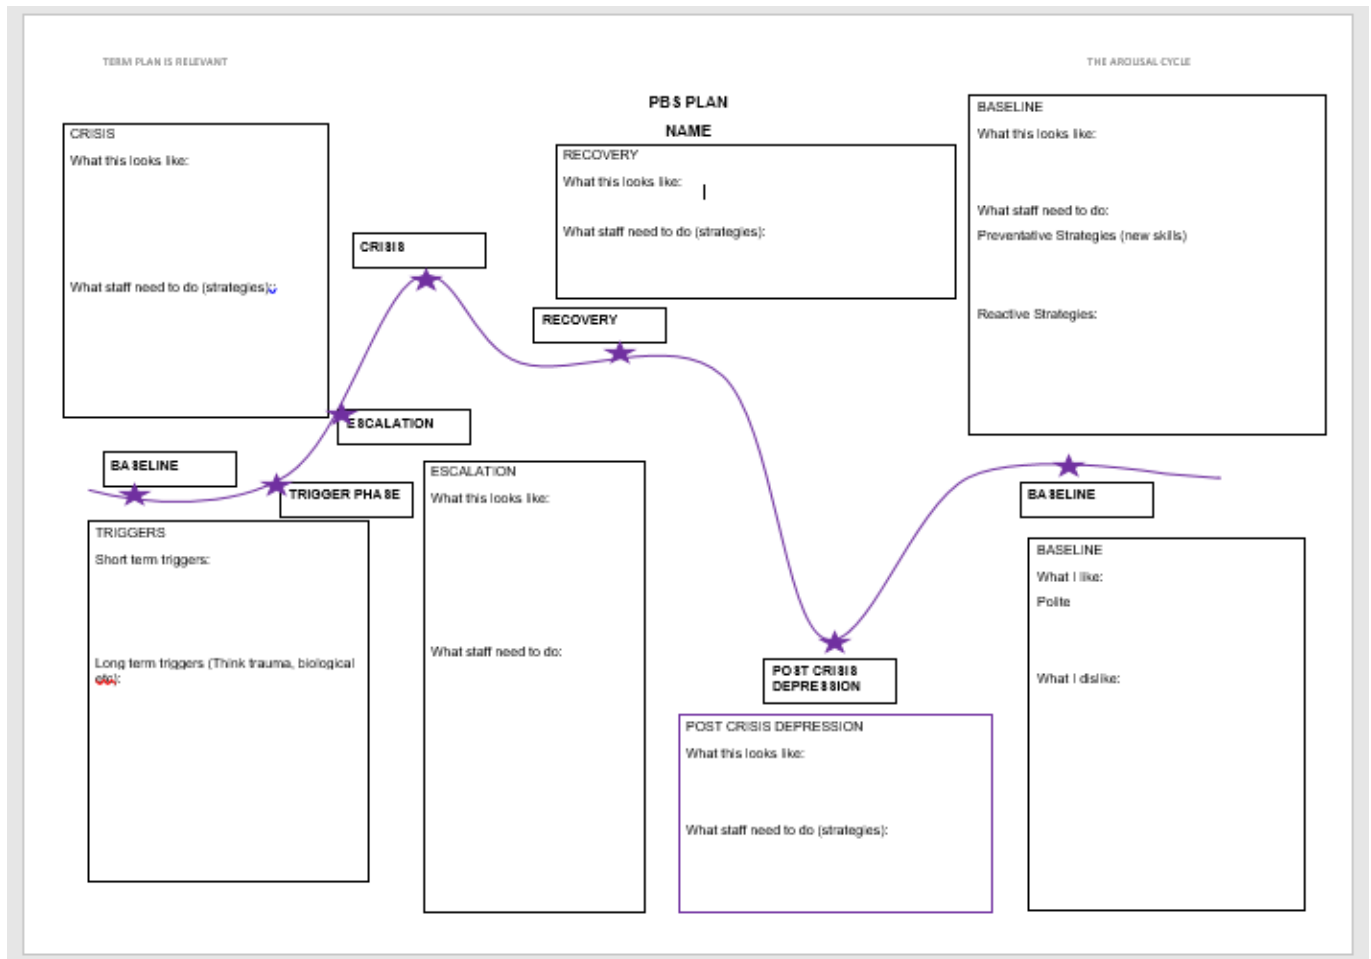 TERM PLAN IS RELEVANT
THE AROUSAL CYCLE
PBS PLAN
NAME
CRISIS
What this looks like:
What staff need to do (strategies):
RECOVERY
What this looks like:
What staff need to do (strategies):
BASELINE
What this looks like:
What staff need to do:
Preventative Strategies (new skills)
Reactive Strategies:
CRISIS
RECOVERY
ESCALATION
BASELINE
TRIGGER PHASE
BASELINE
TRIGGERS
Short term triggers:
Long term triggers (Think trauma, biological
etc):
ESCALATION
What this looks like:
What staff need to do:
POST CRISIS
DEPRESSION
POST CRISIS DEPRESSION
What this looks like:
What staff need to do (strategies):
BASELINE
What I like:
Polite
What I dislike: